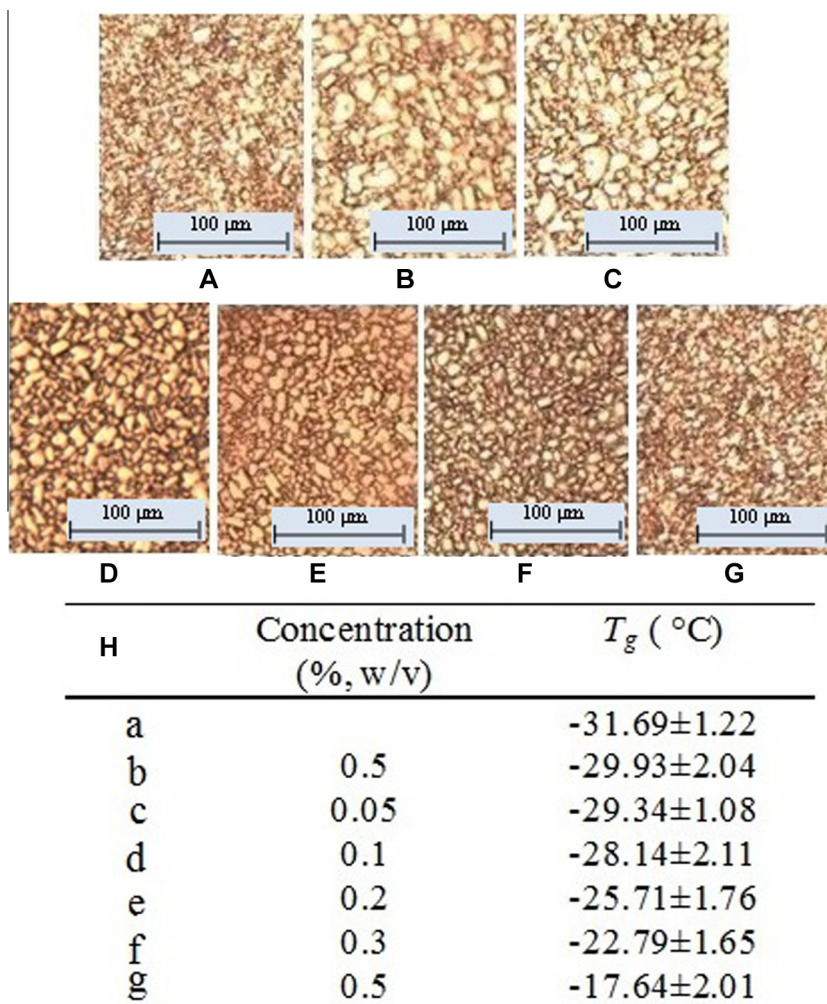 100 µm 100 µm 100 µm
A B C
100 µm 100 µm 100 µm 100 µm
D E F G
H Concentration (%, w/v) Tg ( °C)
a -31.69±1.22
b 0.5 -29.93±2.04
c 0.05 -29.34±1.08
d 0.1 -28.14±2.11
e 0.2 -25.71±1.76
f 0.3 -22.79±1.65
g 0.5 -17.64±2.01